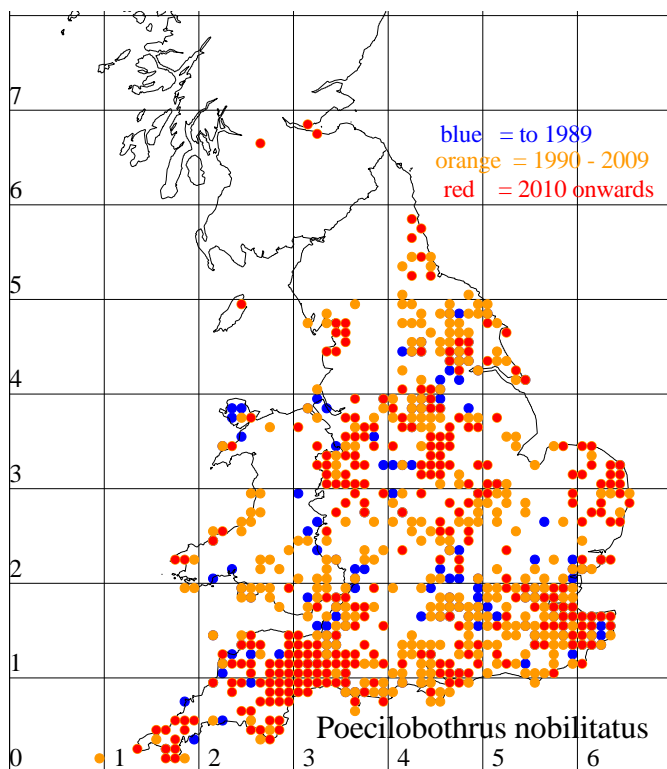 7
blue = to 1989
orange = 1990 - 2009
6
red = 2010 onwards
5
4
3
2
1
Poecilobothrus nobilitatus
0 1 2 3 4 5 6